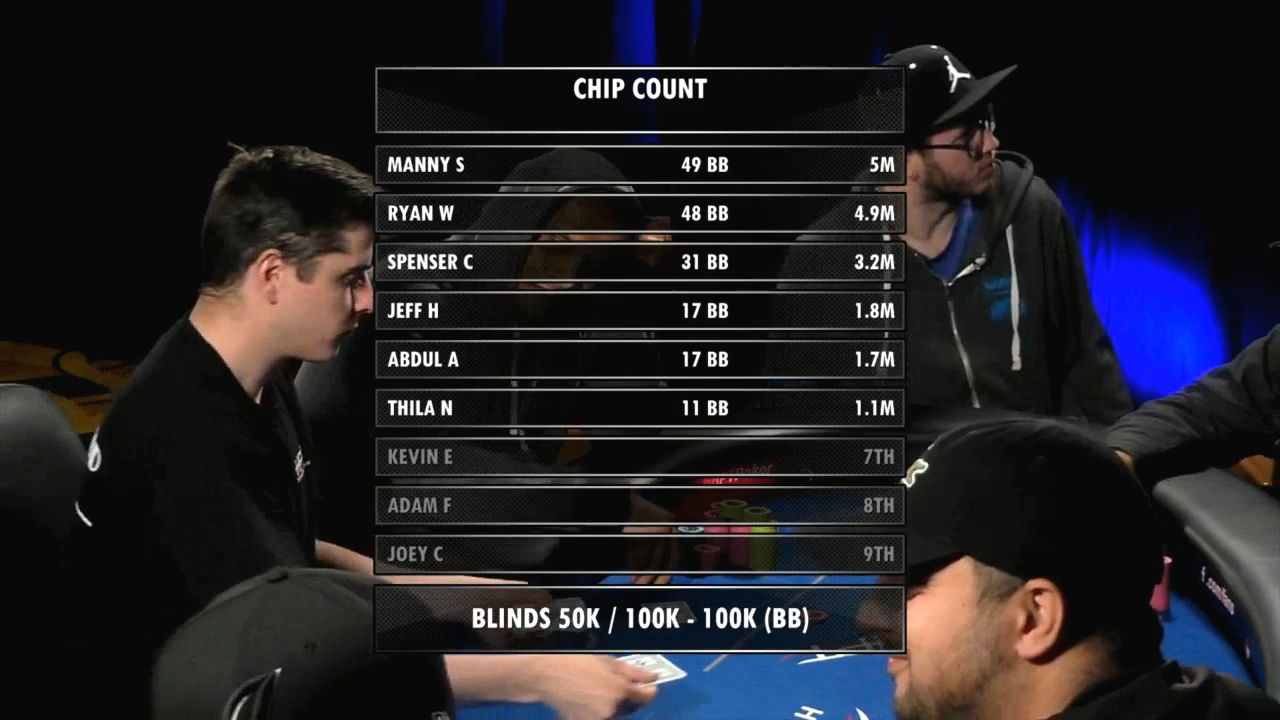 CHIP COUNT
MANNY S 49 BB 5M
RYAN W 48 BB 4.9M
SPENSER C 31 BB 3.2M
JEFF H 17 BB 1.8M
ABDUL A 17 BB 1.7M
THILA N 11 BB 1.1M
KEVIN E 7TH
ADAM F 8TH
JOEY C 9TH
BLINDS 50K / 100K - 100K (BB)